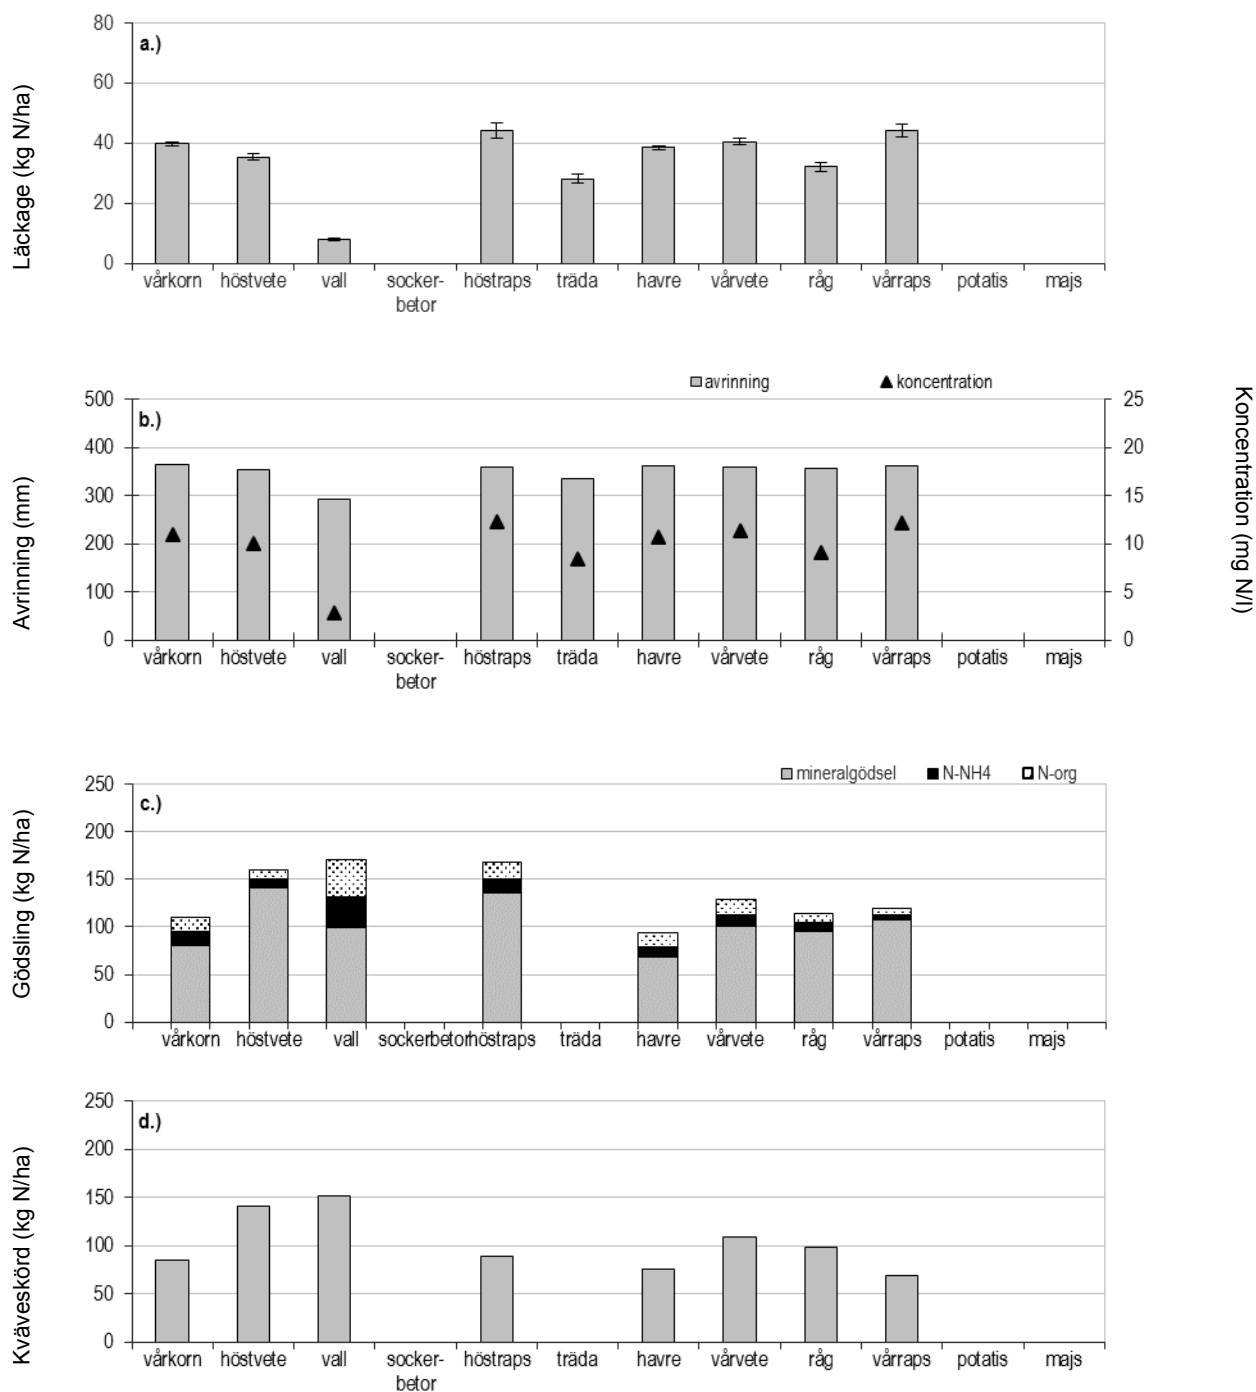 a.)
Läckage (kg N/ha)
80
60
40
20
0
vårkorn höstvete vall socker- höstraps träda havre vårvete råg vårraps potatis majs
betor
avrinning koncentration
b.)
Avrinning (mm)
500
400
300
200
100
0
25
20
15
10
5
0
Koncentration (mg N/l)
vårkorn höstvete vall socker- höstraps träda havre vårvete råg vårraps potatis majs
betor
mineralgödsel N-NH4 N-org
c.)
Gödsling (kg N/ha)
250
200
150
100
50
0
vårkorn höstvete vall sockerbetor höstraps träda havre vårvete råg vårraps potatis majs
d.)
Kväveskörd (kg N/ha)
250
200
150
100
50
0
vårkorn höstvete vall socker- höstraps träda havre vårvete råg vårraps potatis majs
betor